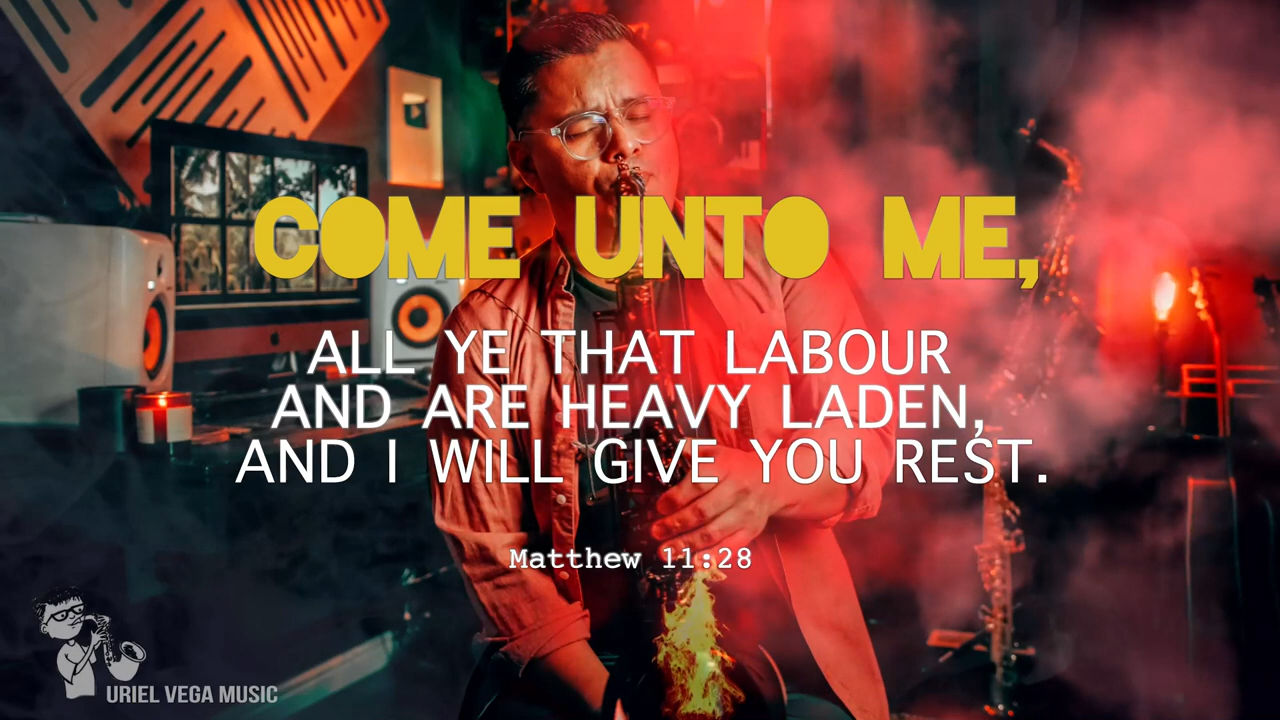 COME UNTO ME,
ALL YE THAT LABOUR
AND ARE HEAVY LADEN,
AND I WILL GIVE YOU REST.
Matthew 11:28
URIEL VEGA MUSIC